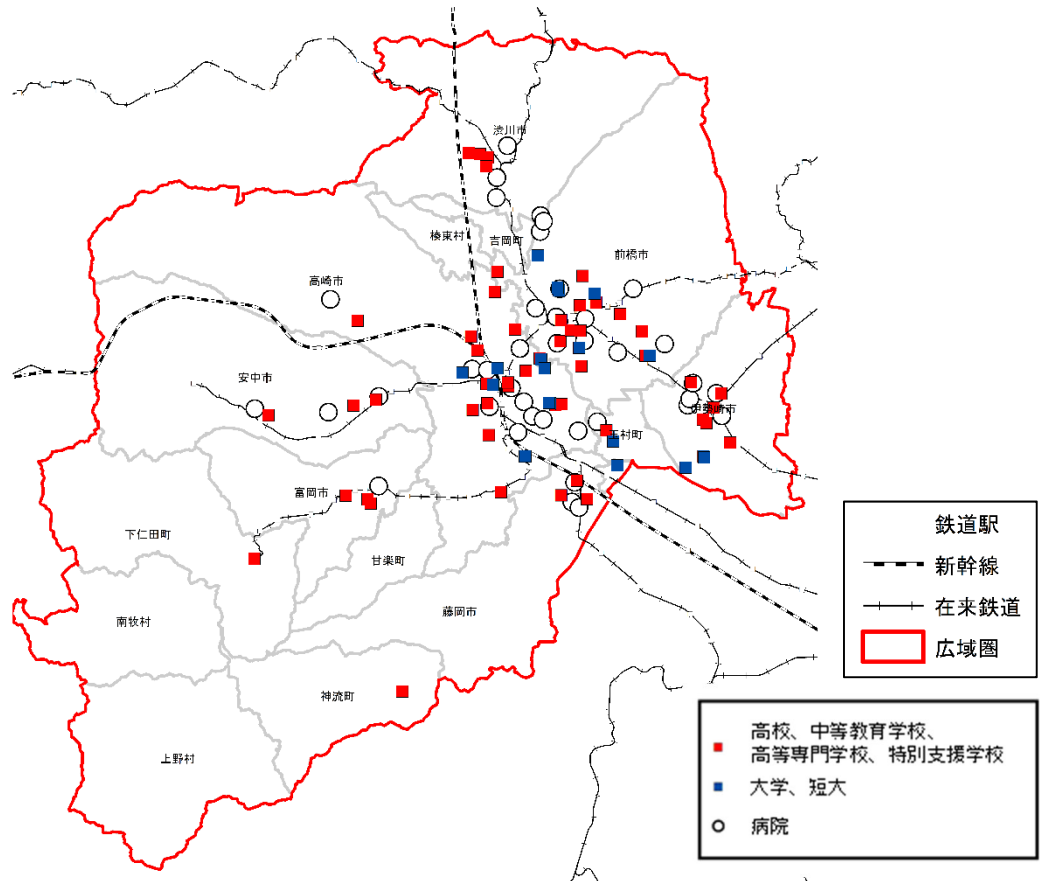 渋川市
榛東村
吉岡町
前橋市
高崎市
安中市
伊勢崎市
玉村町
富岡市
下仁田町
甘楽町
藤岡市
南牧村
神流町
上野村
鉄道駅
新幹線
在来鉄道
広域圏
高校、中等教育学校、
高等専門学校、特別支援学校
大学、短大
病院